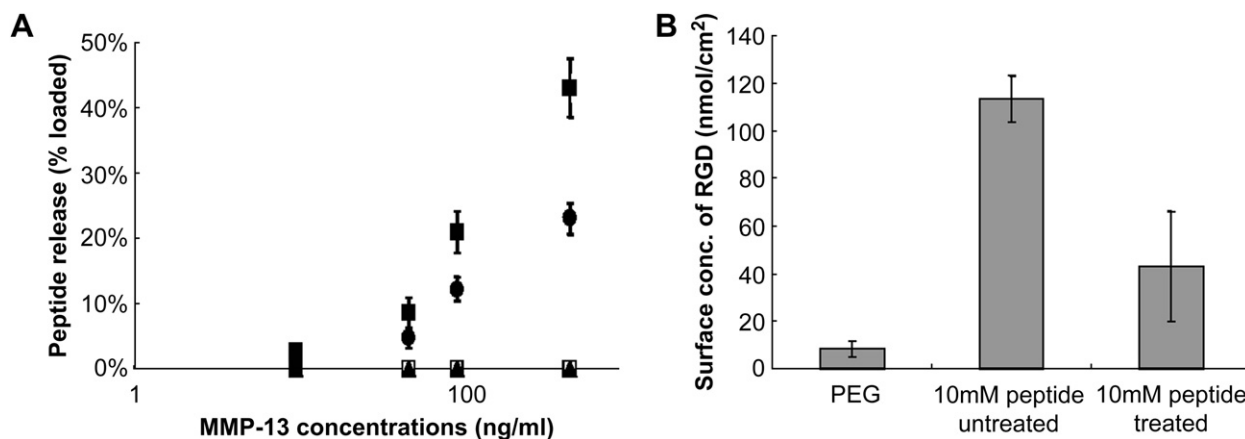 A
50%
40%
30%
20%
10%
0%
Peptide release (% loaded)
1
100
MMP-13 concentrations (ng/ml)
B
140
120
100
80
60
40
20
0
Surface conc. of RGD (nmol/cm²)
PEG
10mM peptide
untreated
10mM peptide
treated